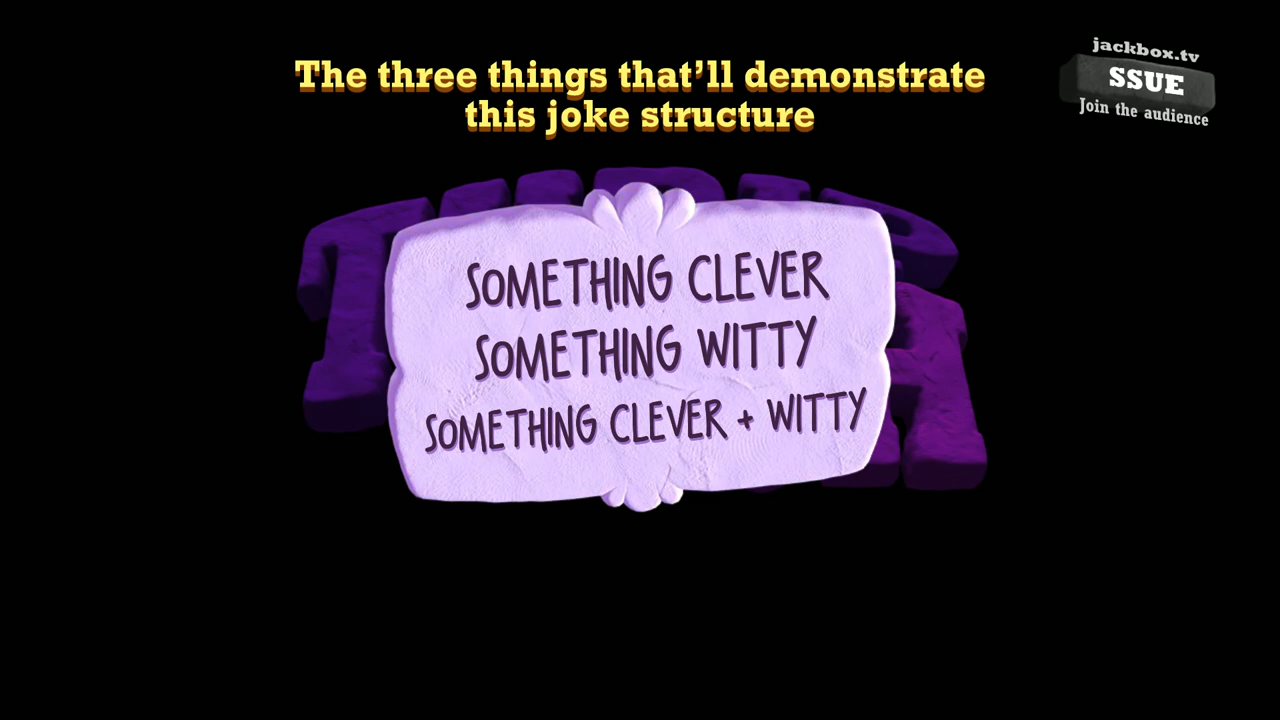 The three things that’ll demonstrate
this joke structure
jackbox.tv
SSUE
Join the audience
SOMETHING CLEVER
SOMETHING WITTY
SOMETHING CLEVER + WITTY